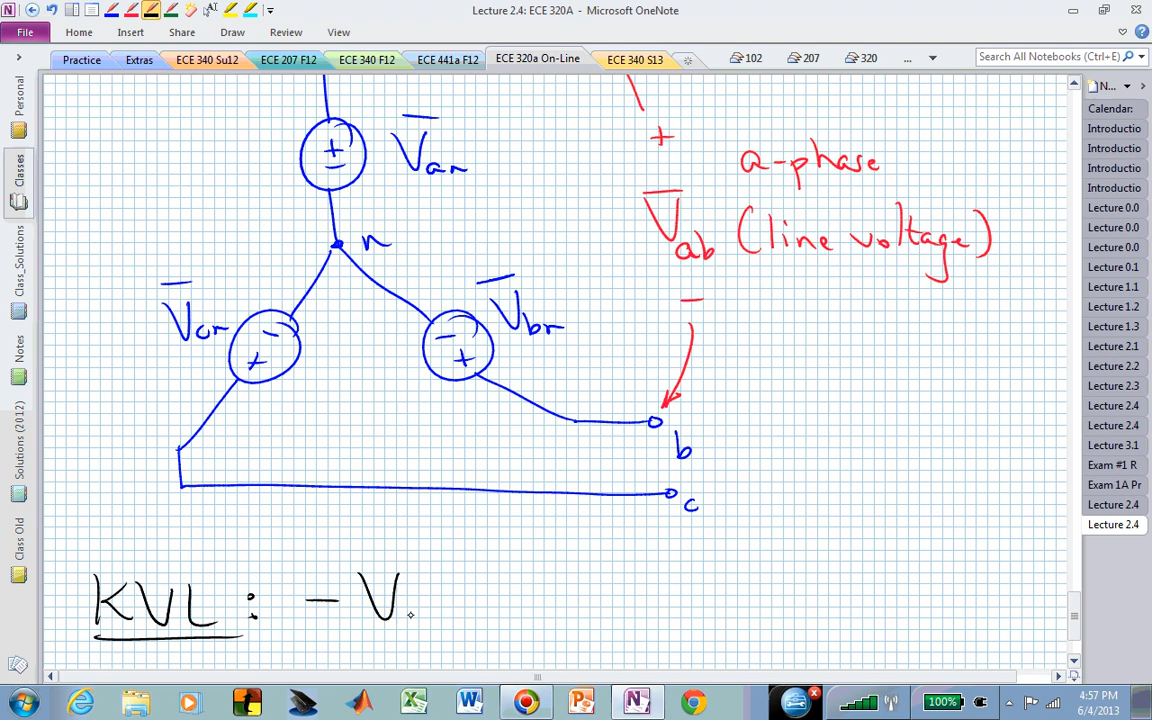 Lecture 2.4: ECE 320A - Microsoft OneNote
File Home Insert Share Draw Review View
Practice Extras ECE 340 Su12 ECE 207 F12 ECE 340 F12 ECE 441a F12 ECE 320a On-Line ECE 340 S13 102 207 320 ...
Search All Notebooks (Ctrl+E)
Personal
Classes
Class_Solutions
Notes
Solutions (2012)
Class Old
+
–
V̅an
n
V̅cn
–
+
V̅bn
–
+
b
c
+
a-phase
V̅ab (line voltage)
–
KVL: – V
N...
Calendar:
Introductio
Introductio
Introductio
Introductio
Lecture 0.0
Lecture 0.0
Lecture 0.0
Lecture 0.1
Lecture 1.1
Lecture 1.2
Lecture 1.3
Lecture 2.1
Lecture 2.2
Lecture 2.3
Lecture 2.4
Lecture 2.4
Lecture 3.1
Exam #1 R
Exam 1A Pr
Lecture 2.4
Lecture 2.4
100%
4:57 PM
6/4/2013